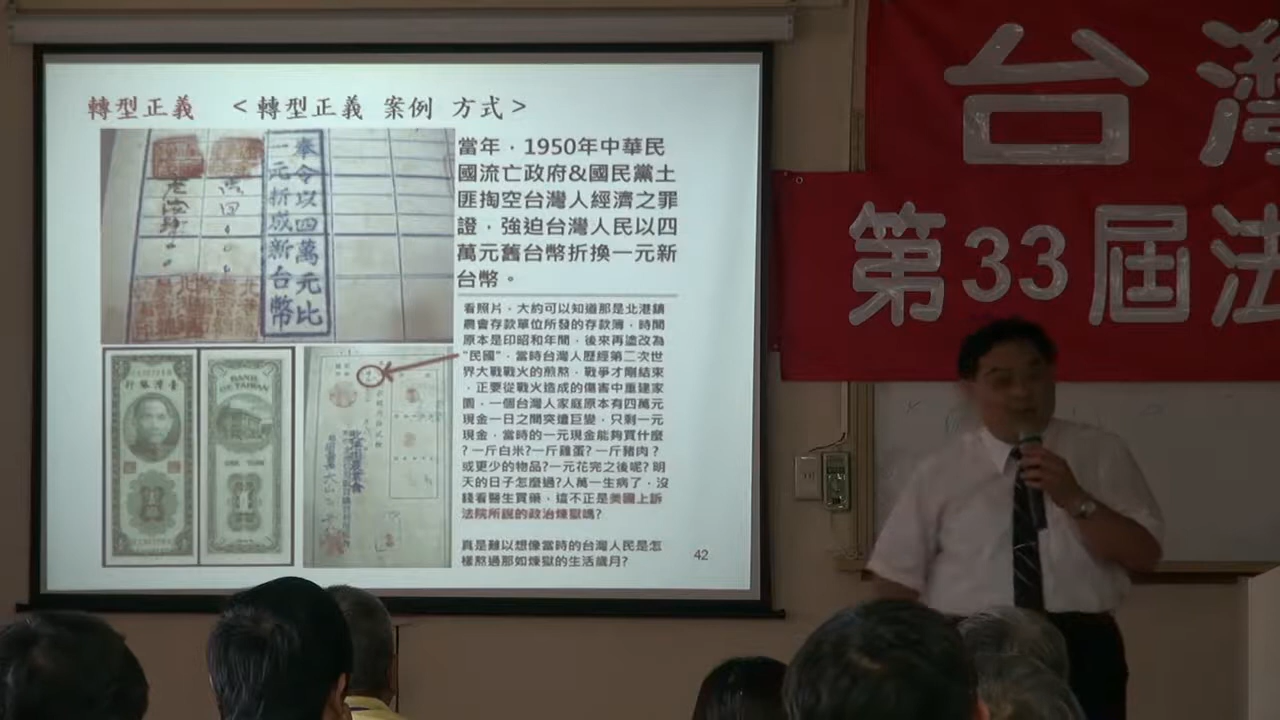 轉型正義 <轉型正義 案例 方式>
奉令以四萬元比
一元折成新台幣
當年，1950年中華民
國流亡政府&國民黨土
匪掏空台灣人經濟之罪
證，強迫台灣人民以四
萬元舊台幣折換一元新
台幣。
看照片，大約可以知道那是北港鎮
農會存款單位所發的存款簿，時間
原本是印昭和年間，後來再塗改為
"民國"，當時台灣人歷經第二次世
界大戰戰火的煎熬，戰爭才剛結束
，正要從戰火造成的傷害中重建家
園，一個台灣人家庭原本有四萬元
現金一日之間突遭巨變，只剩一元
現金，當時的一元現金能夠買什麼
？一斤白米?一斤雞蛋?一斤豬肉?
或更少的物品?一元花完之後呢? 明
天的日子怎麼過?人萬一生病了，沒
錢看醫生買藥，這不正是美國上訴
法院所說的政治煉獄嗎?
真是難以想像當時的台灣人民是怎
樣熬過那如煉獄的生活歲月?
42
臺灣銀行
BANK
OF TAIWAN
台灣
第33屆法